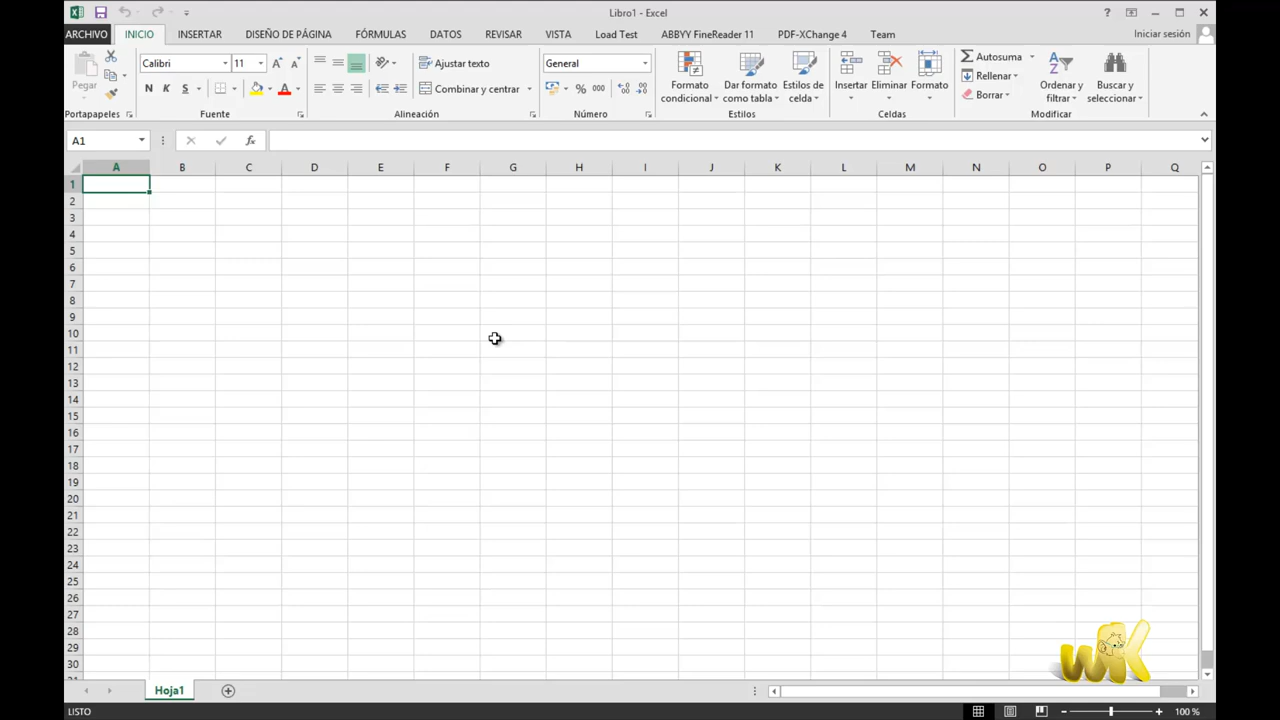 Libro1 - Excel
ARCHIVO INICIO INSERTAR DISEÑO DE PÁGINA FÓRMULAS DATOS REVISAR VISTA Load Test ABBYY FineReader 11 PDF-XChange 4 Team Iniciar sesión
Pegar
Portapapeles
Calibri 11
N K S
Fuente
Ajustar texto
Combinar y centrar
Alineación
General
% 000
Número
Formato condicional
Dar formato como tabla
Estilos de celda
Estilos
Insertar Eliminar Formato
Celdas
Autosuma
Rellenar
Borrar
Ordenar y filtrar
Buscar y seleccionar
Modificar
A1 fx
A B C D E F G H I J K L M N O P Q
1
2
3
4
5
6
7
8
9
10
11
12
13
14
15
16
17
18
19
20
21
22
23
24
25
26
27
28
29
30
WK
Hoja1
LISTO 100 %